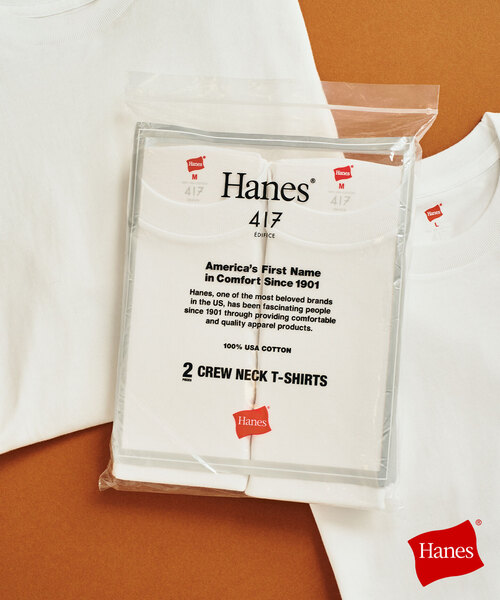 Hanes
M
417
Hanes
M
417
Hanes®
417
EDIFICE
America's First Name
in Comfort Since 1901
Hanes, one of the most beloved brands
in the US, has been fascinating people
since 1901 through providing comfortable
and quality apparel products.
100% USA COTTON
2 PIECES CREW NECK T-SHIRTS
Hanes
Hanes
L
Hanes®